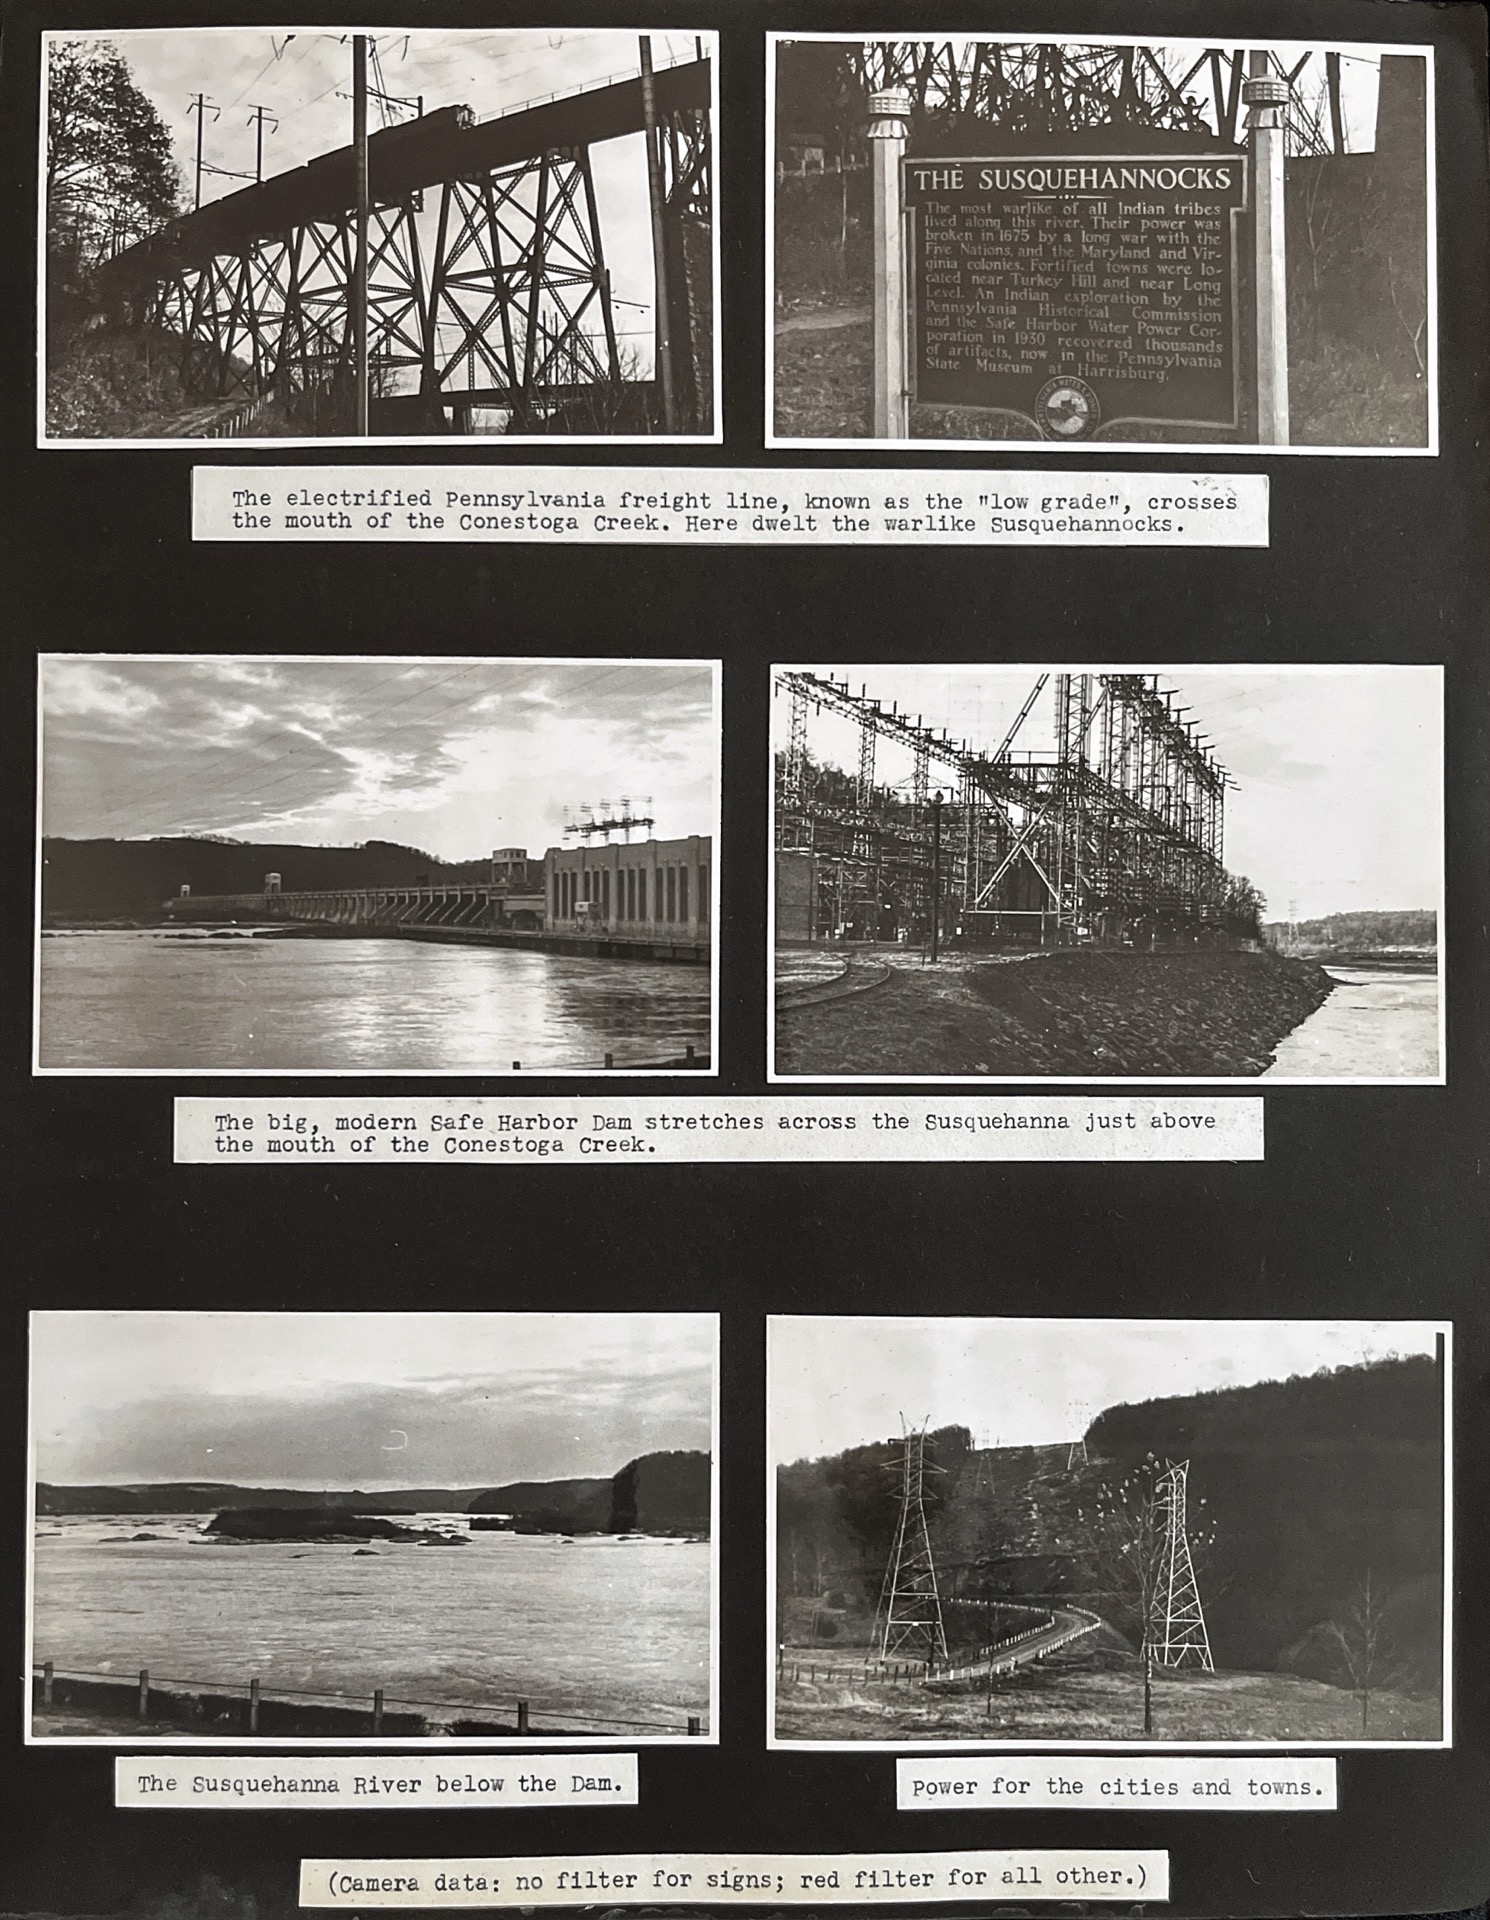 THE SUSQUEHANNOCKS
The most warlike of all Indian tribes
lived along this river. Their power was
broken in 1675 by a long war with the
Five Nations, and the Maryland and Vir-
ginia colonies. Fortified towns were lo-
cated near Turkey Hill and near Long
Level. An Indian exploration by the
Pennsylvania Historical Commission
and the Safe Harbor Water Power Cor-
poration in 1930 recovered thousands
of artifacts, now in the Pennsylvania
State Museum at Harrisburg.
The electrified Pennsylvania freight line, known as the "low grade", crosses
the mouth of the Conestoga Creek. Here dwelt the warlike Susquehannocks.
The big, modern Safe Harbor Dam stretches across the Susquehanna just above
the mouth of the Conestoga Creek.
The Susquehanna River below the Dam.
Power for the cities and towns.
(Camera data: no filter for signs; red filter for all other.)